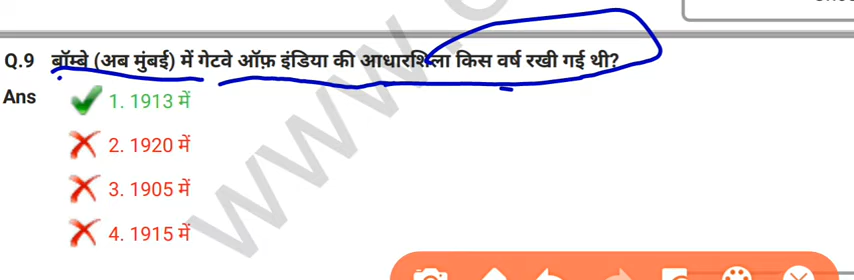 Q.9 बॉम्बे (अब मुंबई) में गेटवे ऑफ़ इंडिया की आधारशिला किस वर्ष रखी गई थी?
Ans 1. 1913 में
2. 1920 में
3. 1905 में
4. 1915 में
www.